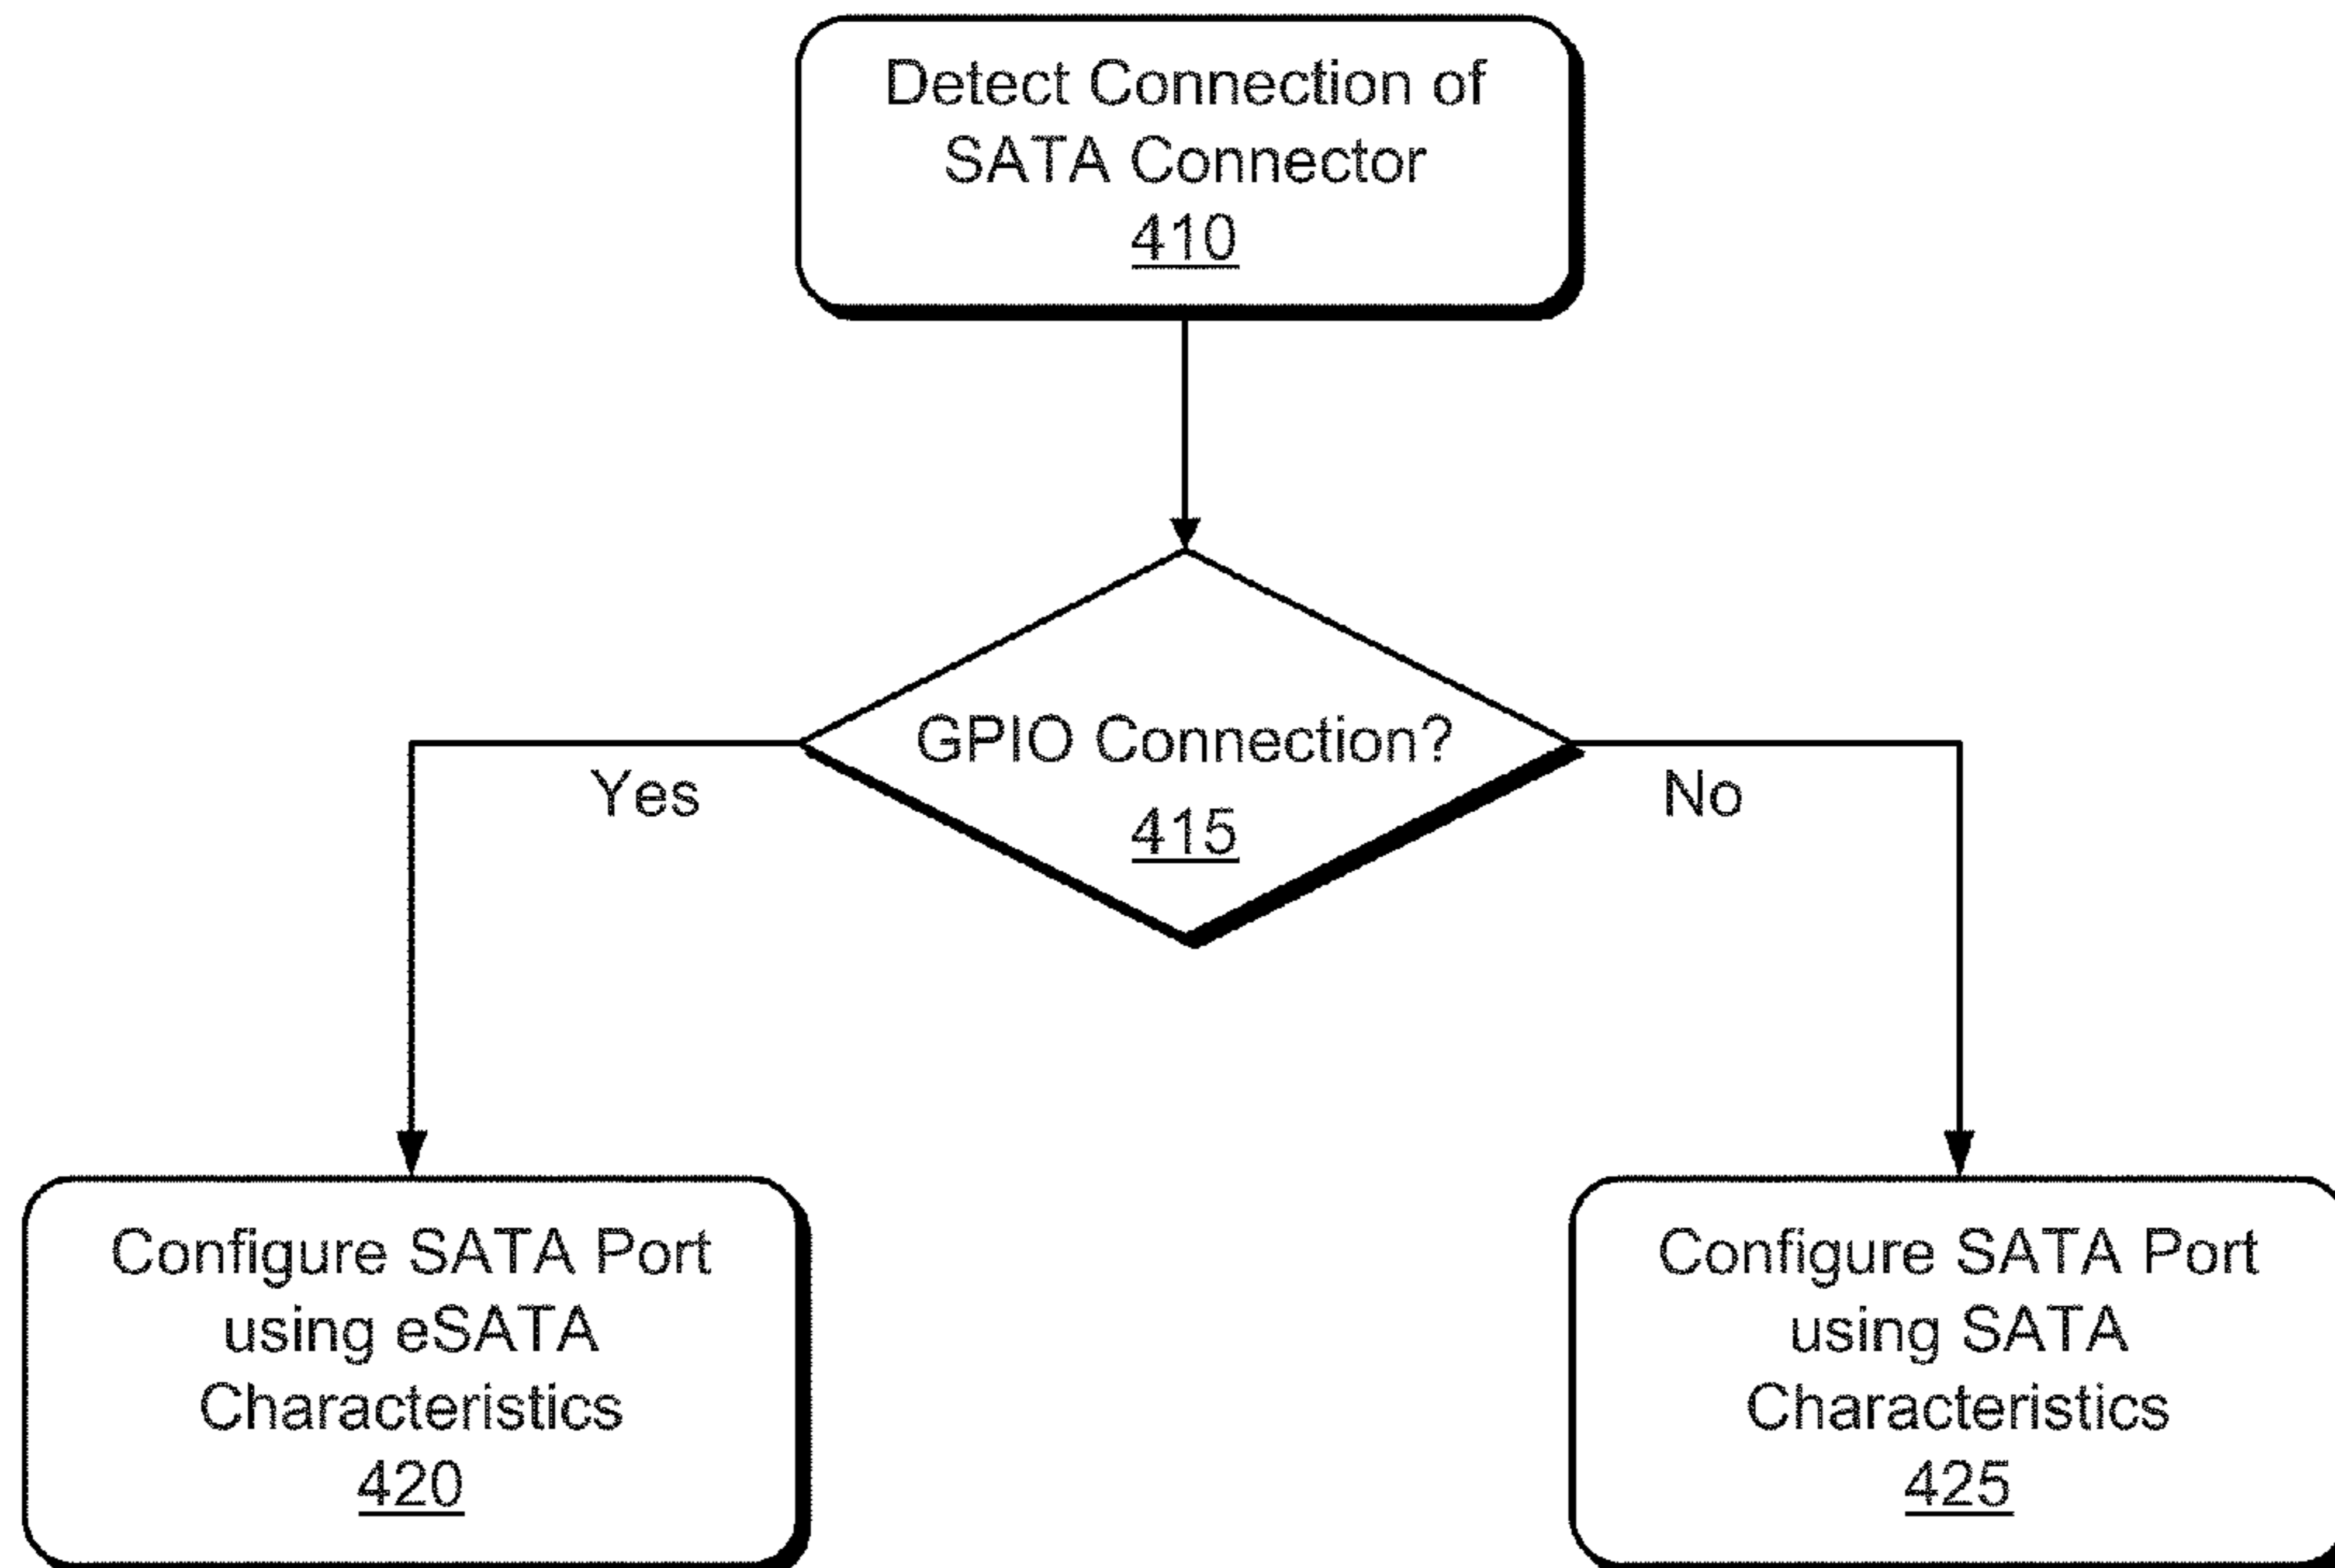 Detect Connection of
SATA Connector
410
GPIO Connection?
415
Yes
No
Configure SATA Port
using eSATA
Characteristics
420
Configure SATA Port
using SATA
Characteristics
425